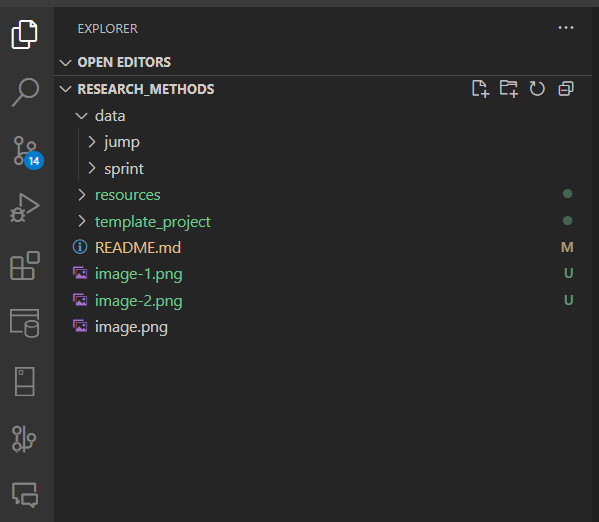 EXPLORER
OPEN EDITORS
RESEARCH_METHODS
data
jump
14
sprint
resources
template_project
README.md M
image-1.png U
image-2.png U
image.png